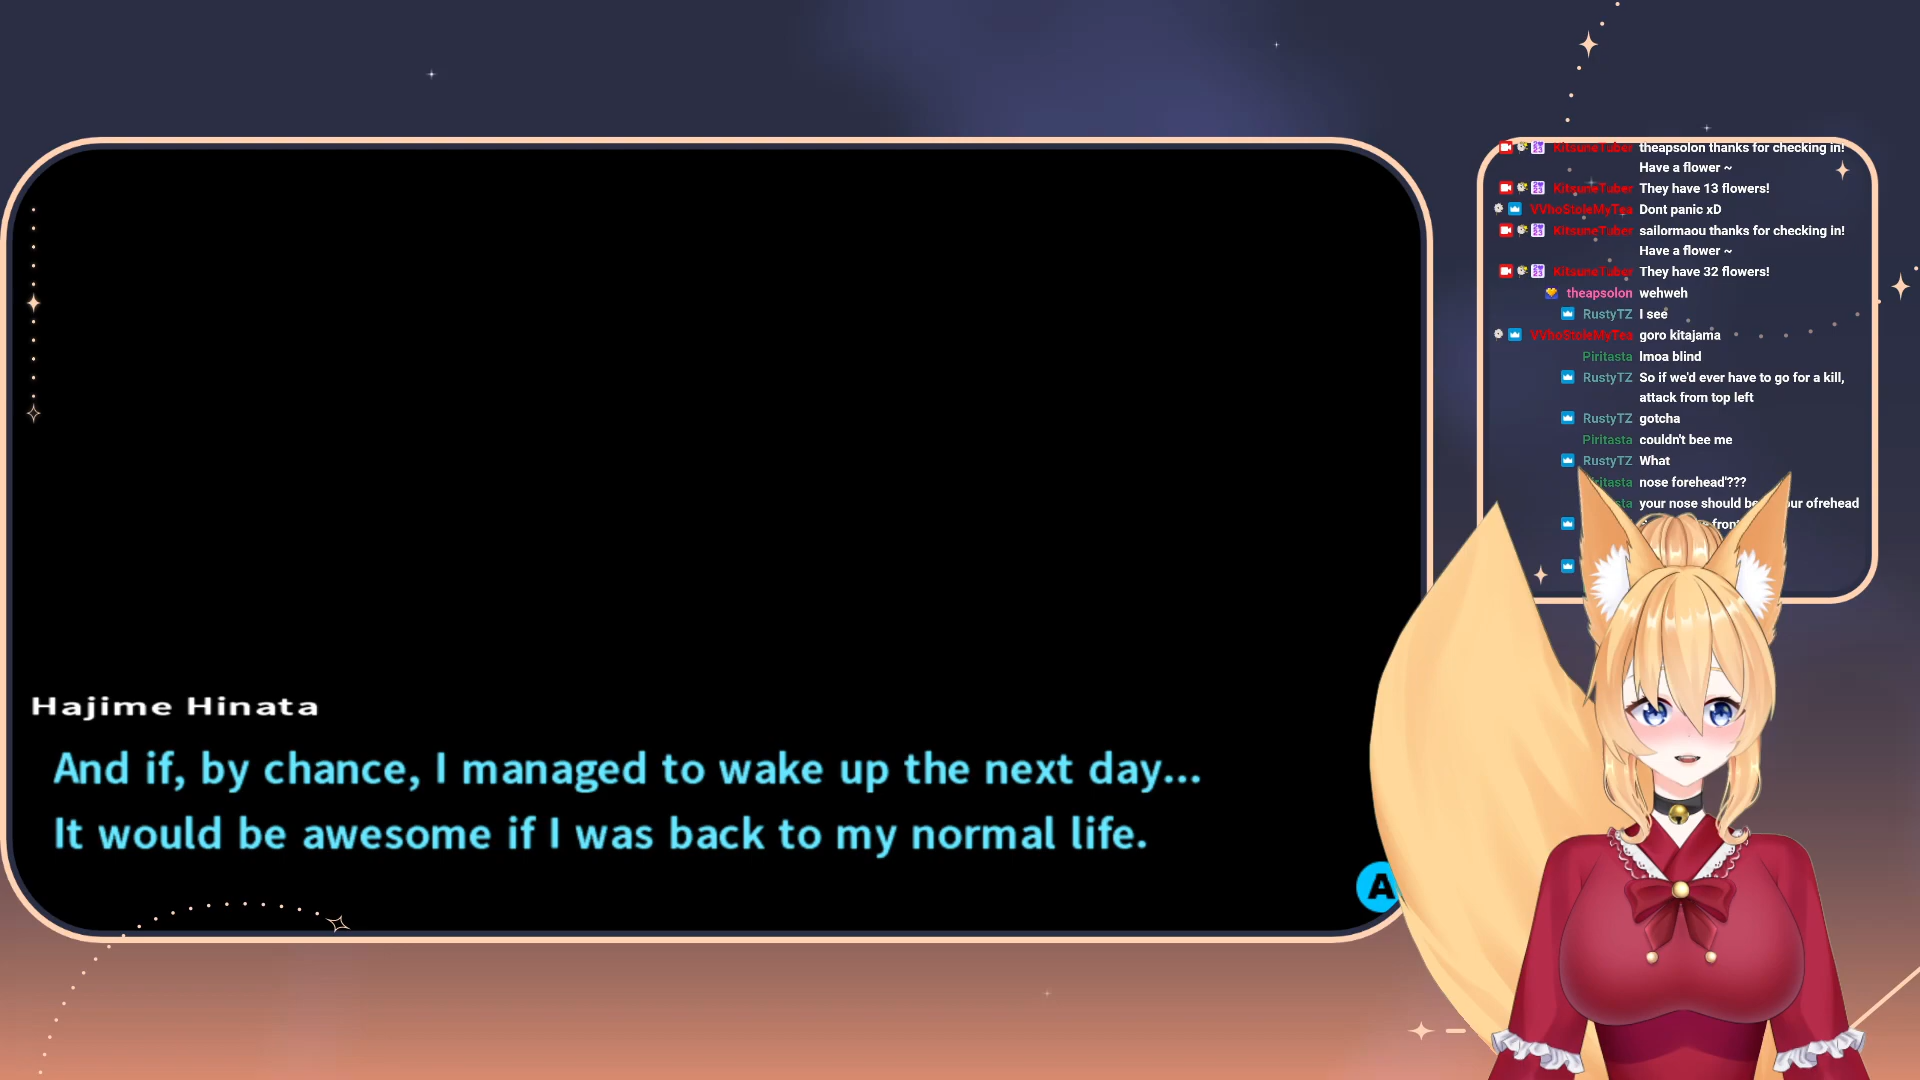 KitsuneTuber theapsolon thanks for checking in!
Have a flower ~
KitsuneTuber They have 13 flowers!
VVhoStoleMyTea Dont panic xD
KitsuneTuber sailormaou thanks for checking in!
Have a flower ~
KitsuneTuber They have 32 flowers!
theapsolon wehweh
RustyTZ I see
VVhoStoleMyTea goro kitajama
Piritasta lmoa blind
RustyTZ So if we'd ever have to go for a kill,
attack from top left
RustyTZ gotcha
Piritasta couldn't bee me
RustyTZ What
nose forehead'???
your nose should ofrehead
Hajime Hinata
And if, by chance, I managed to wake up the next day...
It would be awesome if I was back to my normal life.
A